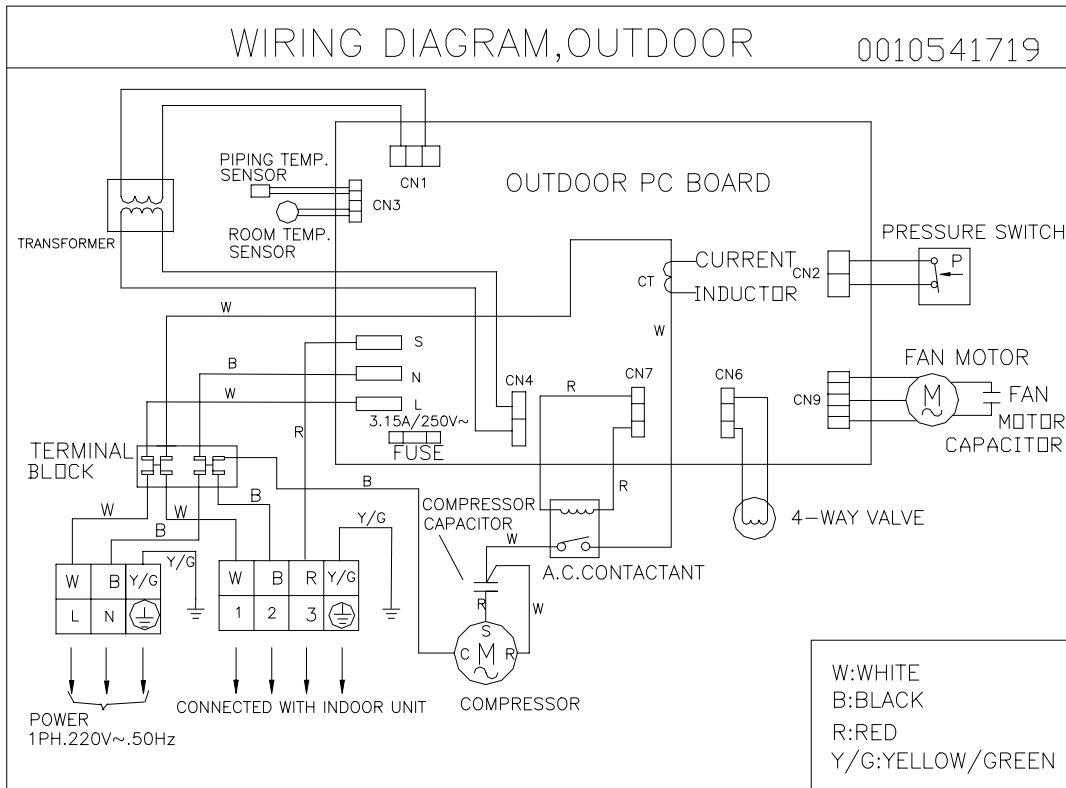 WIRING DIAGRAM,OUTDOOR
0010541719
PIPING TEMP.
SENSOR
CN1
CN3
OUTDOOR PC BOARD
TRANSFORMER
ROOM TEMP.
SENSOR
PRESSURE SWITCH
CURRENT
CN2
P
CT
INDUCTOR
W
W
S
B
N
FAN MOTOR
CN4
R
CN7
CN6
W
L
CN9
M
FAN
MOTOR
CAPACITOR
3.15A/250V~
R
FUSE
TERMINAL
BLOCK
B
R
W
B
COMPRESSOR
CAPACITOR
W
Y/G
4-WAY VALVE
B
W
Y/G
A.C.CONTACTANT
W B Y/G
W B R Y/G
L N
1 2 3
R
W
S
C M R
POWER
1PH.220V~.50Hz
CONNECTED WITH INDOOR UNIT
COMPRESSOR
W:WHITE
B:BLACK
R:RED
Y/G:YELLOW/GREEN